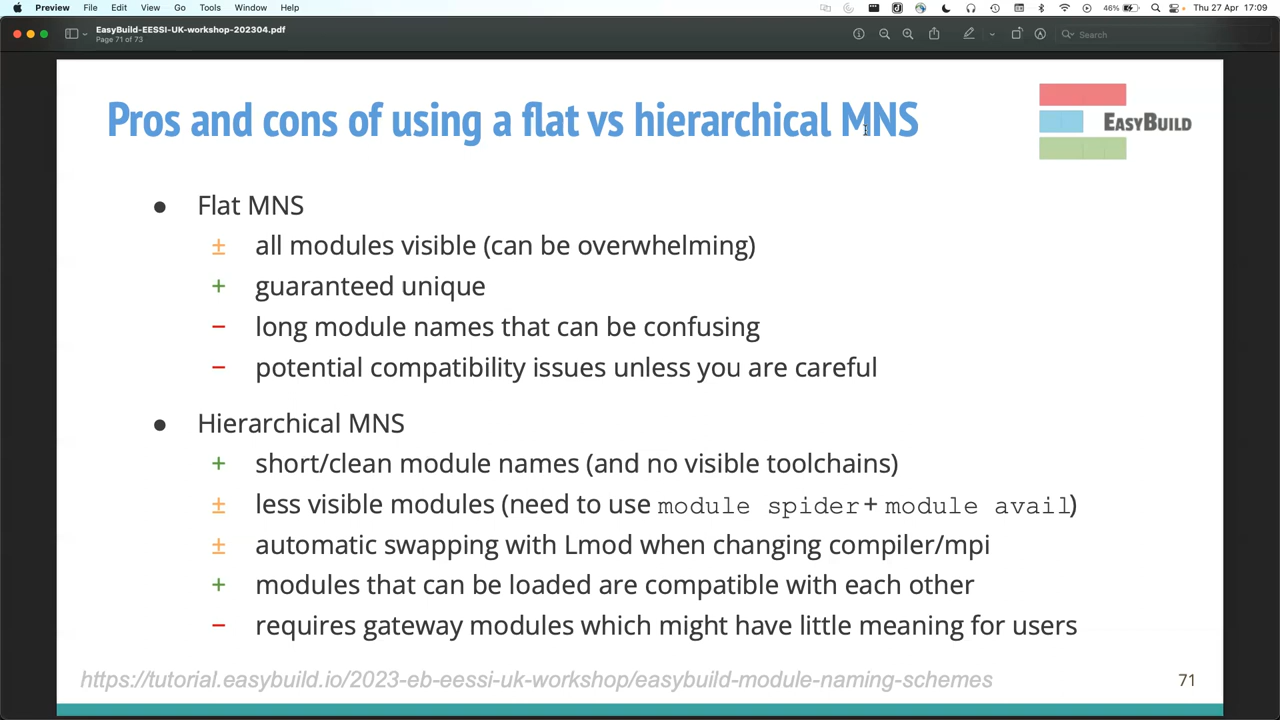 Preview File Edit View Go Tools Window Help 46% Thu 27 Apr 17:09
EasyBuild-EESSI-UK-workshop-202304.pdf
Page 71 of 73
Search
Pros and cons of using a flat vs hierarchical MNS
EASYBUILD
● Flat MNS
± all modules visible (can be overwhelming)
+ guaranteed unique
− long module names that can be confusing
− potential compatibility issues unless you are careful
● Hierarchical MNS
+ short/clean module names (and no visible toolchains)
± less visible modules (need to use module spider + module avail)
± automatic swapping with Lmod when changing compiler/mpi
+ modules that can be loaded are compatible with each other
− requires gateway modules which might have little meaning for users
https://tutorial.easybuild.io/2023-eb-eessi-uk-workshop/easybuild-module-naming-schemes
71